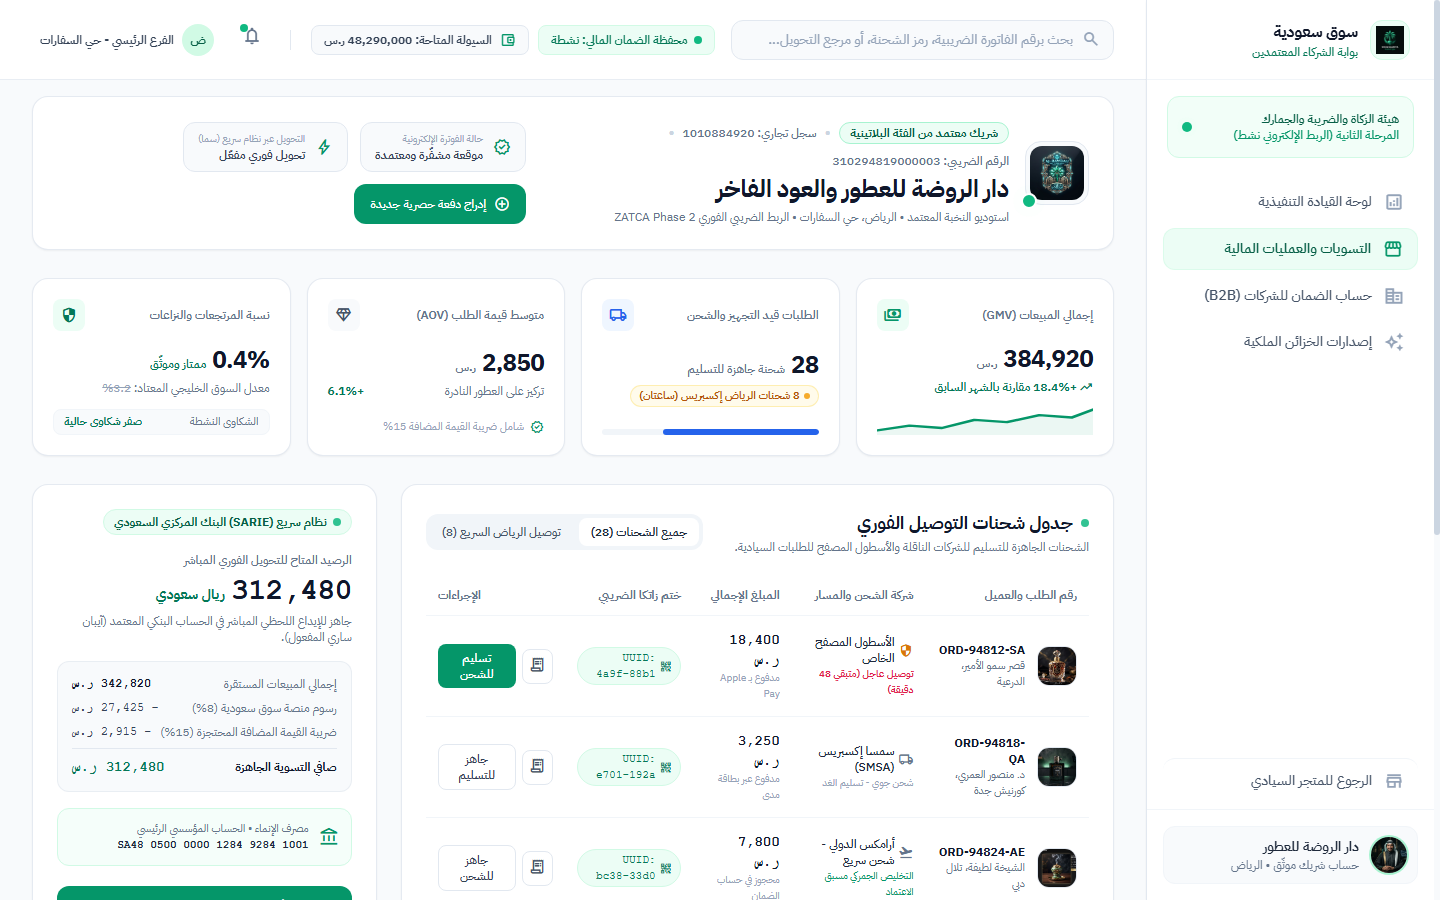 سوق سعودية
بوابة الشركاء المعتمدين
هيئة الزكاة والضريبة والجمارك
المرحلة الثانية (الربط الإلكتروني نشط)
لوحة القيادة التنفيذية
التسويات والعمليات المالية
حساب الضمان للشركات (B2B)
إصدارات الخزائن الملكية
الرجوع للمتجر السيادي
دار الروضة للعطور
حساب شريك موثّق • الرياض
بحث برقم الفاتورة الضريبية، رمز الشحنة، أو مرجع التحويل...
محفظة الضمان المالي: نشطة
السيولة المتاحة: 48,290,000 ر.س
ض
الفرع الرئيسي - حي السفارات
شريك معتمد من الفئة البلاتينية
سجل تجاري: 1010884920
الرقم الضريبي: 310294819000003
دار الروضة للعطور والعود الفاخر
استوديو النخبة المعتمد • الرياض، حي السفارات • الربط الضريبي الفوري ZATCA Phase 2
حالة الفوترة الإلكترونية
موقعة مشفّرة ومعتمدة
التحويل عبر نظام سريع (سما)
تحويل فوري مفعّل
إدراج دفعة حصرية جديدة
إجمالي المبيعات (GMV)
384,920 ر.س
+18.4% مقارنة بالشهر السابق
الطلبات قيد التجهيز والشحن
28 شحنة جاهزة للتسليم
8 شحنات الرياض إكسبريس (ساعتان)
متوسط قيمة الطلب (AOV)
2,850 ر.س
تركيز على العطور النادرة
+6.1%
شامل ضريبة القيمة المضافة 15%
نسبة المرتجعات والنزاعات
0.4% ممتاز وموثّق
معدل السوق الخليجي المعتاد: 3.2%
الشكاوى النشطة
صفر شكاوى حالية
جدول شحنات التوصيل الفوري
الشحنات الجاهزة للتسليم للشركات الناقلة والأسطول المصفح للطلبات السيادية.
جميع الشحنات (28)
توصيل الرياض السريع (8)
رقم الطلب والعميل
شركة الشحن والمسار
المبلغ الإجمالي
ختم زاتكا الضريبي
الإجراءات
ORD-94812-SA
قصر سمو الأمير،
الدرعية
الأسطول المصفح
الخاص
توصيل عاجل (متبقي 48
دقيقة)
18,400
ر.س
مدفوع بـ Apple
Pay
UUID:
4a9f-88b1
تسليم
للشحن
ORD-94818-
QA
د. منصور العمري،
كورنيش جدة
سمسا إكسبريس
(SMSA)
شحن جوي - تسليم الغد
3,250
ر.س
مدفوع عبر بطاقة
مدى
UUID:
e701-192a
جاهز
للتسليم
ORD-94824-AE
الشيخة لطيفة، تلال
دبي
أرامكس الدولي -
شحن سريع
التخليص الجمركي مسبق
الاعتماد
7,800
ر.س
محجوز في حساب
الضمان
UUID:
bc38-33d0
جاهز
للشحن
نظام سريع (SARIE) البنك المركزي السعودي
الرصيد المتاح للتحويل الفوري المباشر
312,480 ريال سعودي
جاهز للإيداع اللحظي المباشر في الحساب البنكي المعتمد (آيبان
ساري المفعول).
إجمالي المبيعات المستقرة
342,820 ر.س
رسوم منصة سوق سعودية (8%)
- 27,425 ر.س
ضريبة القيمة المضافة المحتجزة (15%)
- 2,915 ر.س
صافي التسوية الجاهزة
312,480 ر.س
مصرف الإنماء • الحساب المؤسسي الرئيسي
SA48 0500 0000 1284 9284 1001